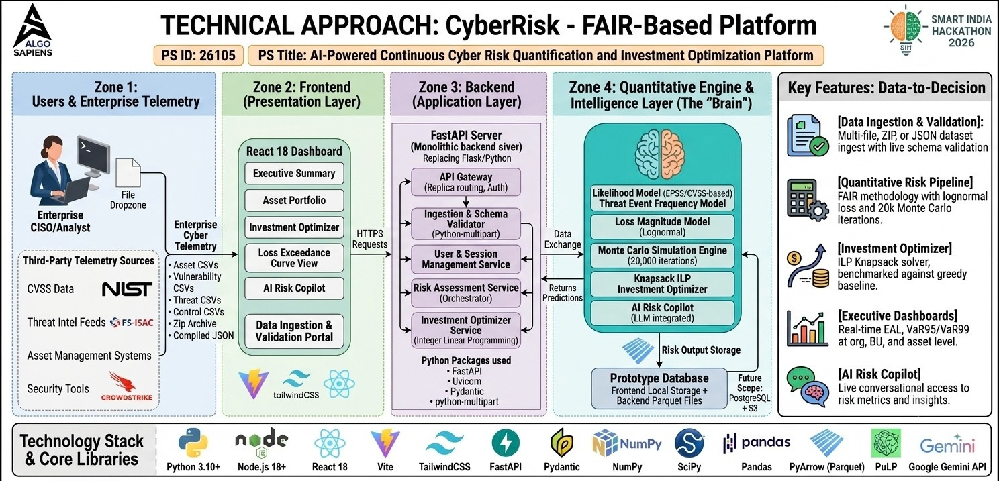 ALGO
SAPIENS
TECHNICAL APPROACH: CyberRisk - FAIR-Based Platform
PS ID: 26105
PS Title: AI-Powered Continuous Cyber Risk Quantification and Investment Optimization Platform
SIH
SMART INDIA
HACKATHON
2026
Zone 1:
Users & Enterprise Telemetry
File
Dropzone
Enterprise
CISO/Analyst
Third-Party Telemetry Sources
CVSS Data
NIST
Threat Intel Feeds
FS-ISAC
Asset Management Systems
Security Tools
CROWDSTRIKE
Enterprise
Cyber
Telemetry
• Asset CSVs
• Vulnerability
CSVs
• Threat CSVs
• Control CSVs
• Zip Archive
• Compiled JSON
Zone 2: Frontend
(Presentation Layer)
React 18 Dashboard
Executive Summary
Asset Portfolio
Investment Optimizer
Loss Exceedance
Curve View
AI Risk Copilot
Data Ingestion &
Validation Portal
tailwindCSS
HTTPS
Requests
Zone 3: Backend
(Application Layer)
FastAPI Server
(Monolithic backend siver)
Replacing Flask/Python
API Gateway
(Replica routing, Auth)
Ingestion & Schema
Validator
(Python-multipart)
User & Session
Management Service
Risk Assessment Service
(Orchestrator)
Investment Optimizer
Service
(Integer Linear Programming)
Python Packages used
• FastAPI
• Uvicorn
• Pydantic
• python-multipart
Data
Exchange
Returns
Predictions
Zone 4: Quantitative Engine &
Intelligence Layer (The "Brain")
Likelihood Model (EPSS/CVSS-based)
Threat Event Frequency Model
Loss Magnitude Model
(Lognormal)
Monte Carlo Simulation Engine
(20,000 iterations)
Knapsack ILP
Investment Optimizer
AI Risk Copilot
(LLM integrated)
Risk Output Storage
Prototype Database
Frontend Local Storage +
Backend Parquet Files
Future
Scope:
PostgreSQL
+ S3
Key Features: Data-to-Decision
[Data Ingestion & Validation]:
Multi-file, ZIP, or JSON dataset
ingest with live schema validation
[Quantitative Risk Pipeline]
FAIR methodology with lognormal
loss and 20k Monte Carlo
iterations.
[Investment Optimizer]
ILP Knapsack solver,
benchmarked against greedy
baseline.
[Executive Dashboards]
Real-time EAL, VaR95/VaR99
at org, BU, and asset level.
[AI Risk Copilot]
Live conversational access to
risk metrics and insights.
Technology Stack
& Core Libraries
Python 3.10+
node
Node.js 18+
React 18
Vite
TailwindCSS
FastAPI
Pydantic
NumPy
NumPy
SciPy
pandas
Pandas
PyArrow (Parquet)
PuLP
Gemini
Google Gemini API